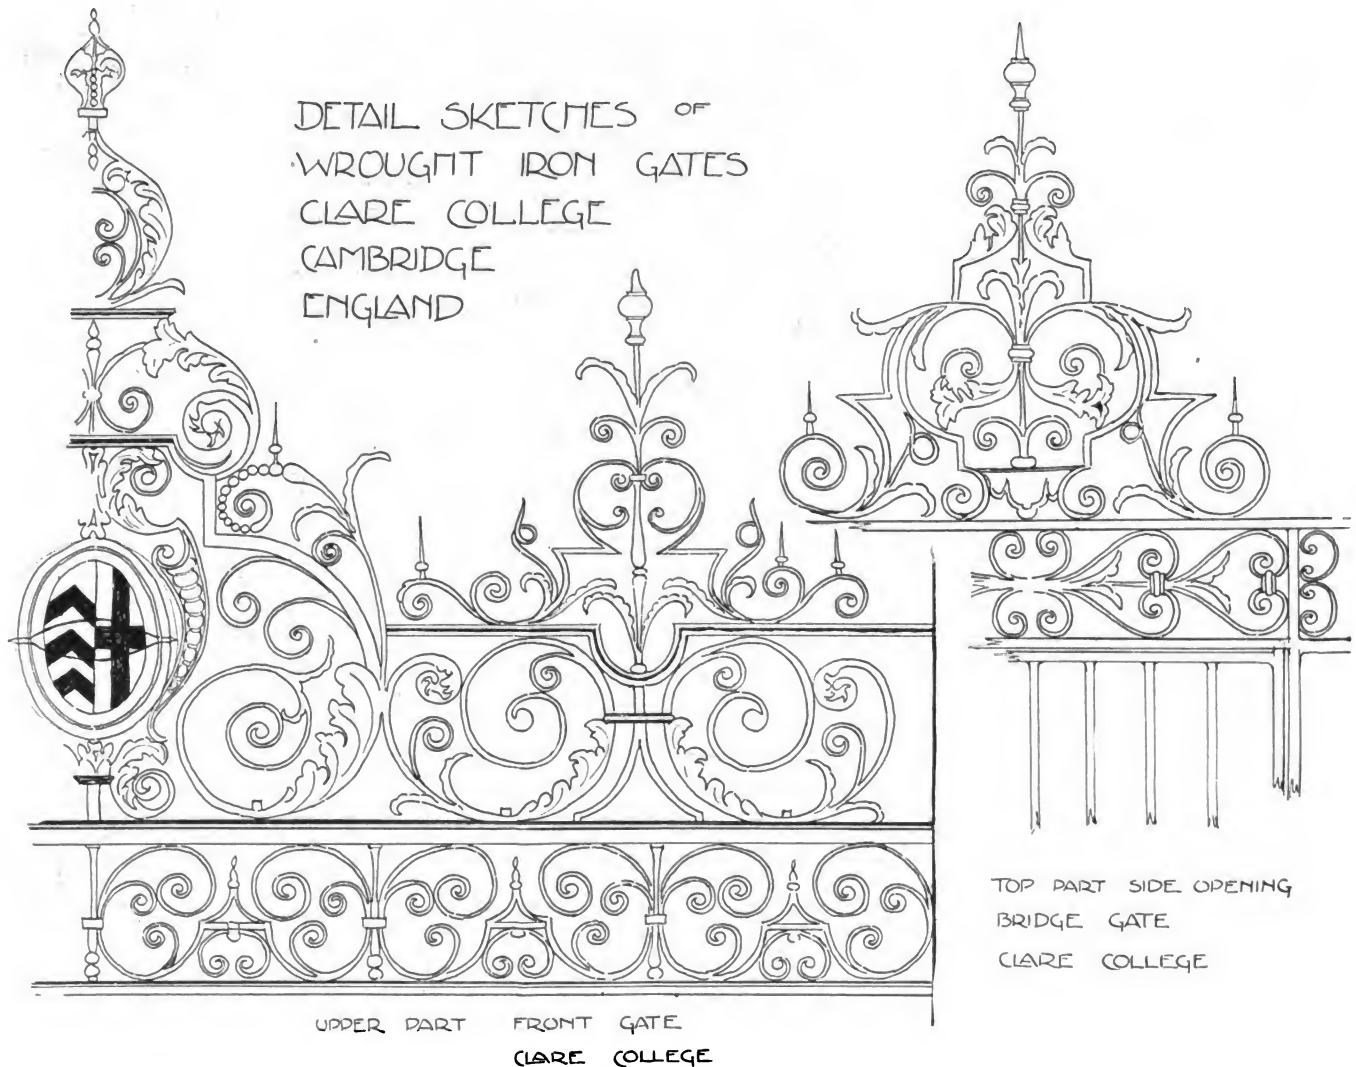 DETAIL SKETCHES OF
WROUGHT IRON GATES
CLARE COLLEGE
CAMBRIDGE
ENGLAND
TOP PART SIDE OPENING
BRIDGE GATE
CLARE COLLEGE
UPPER PART FRONT GATE
CLARE COLLEGE